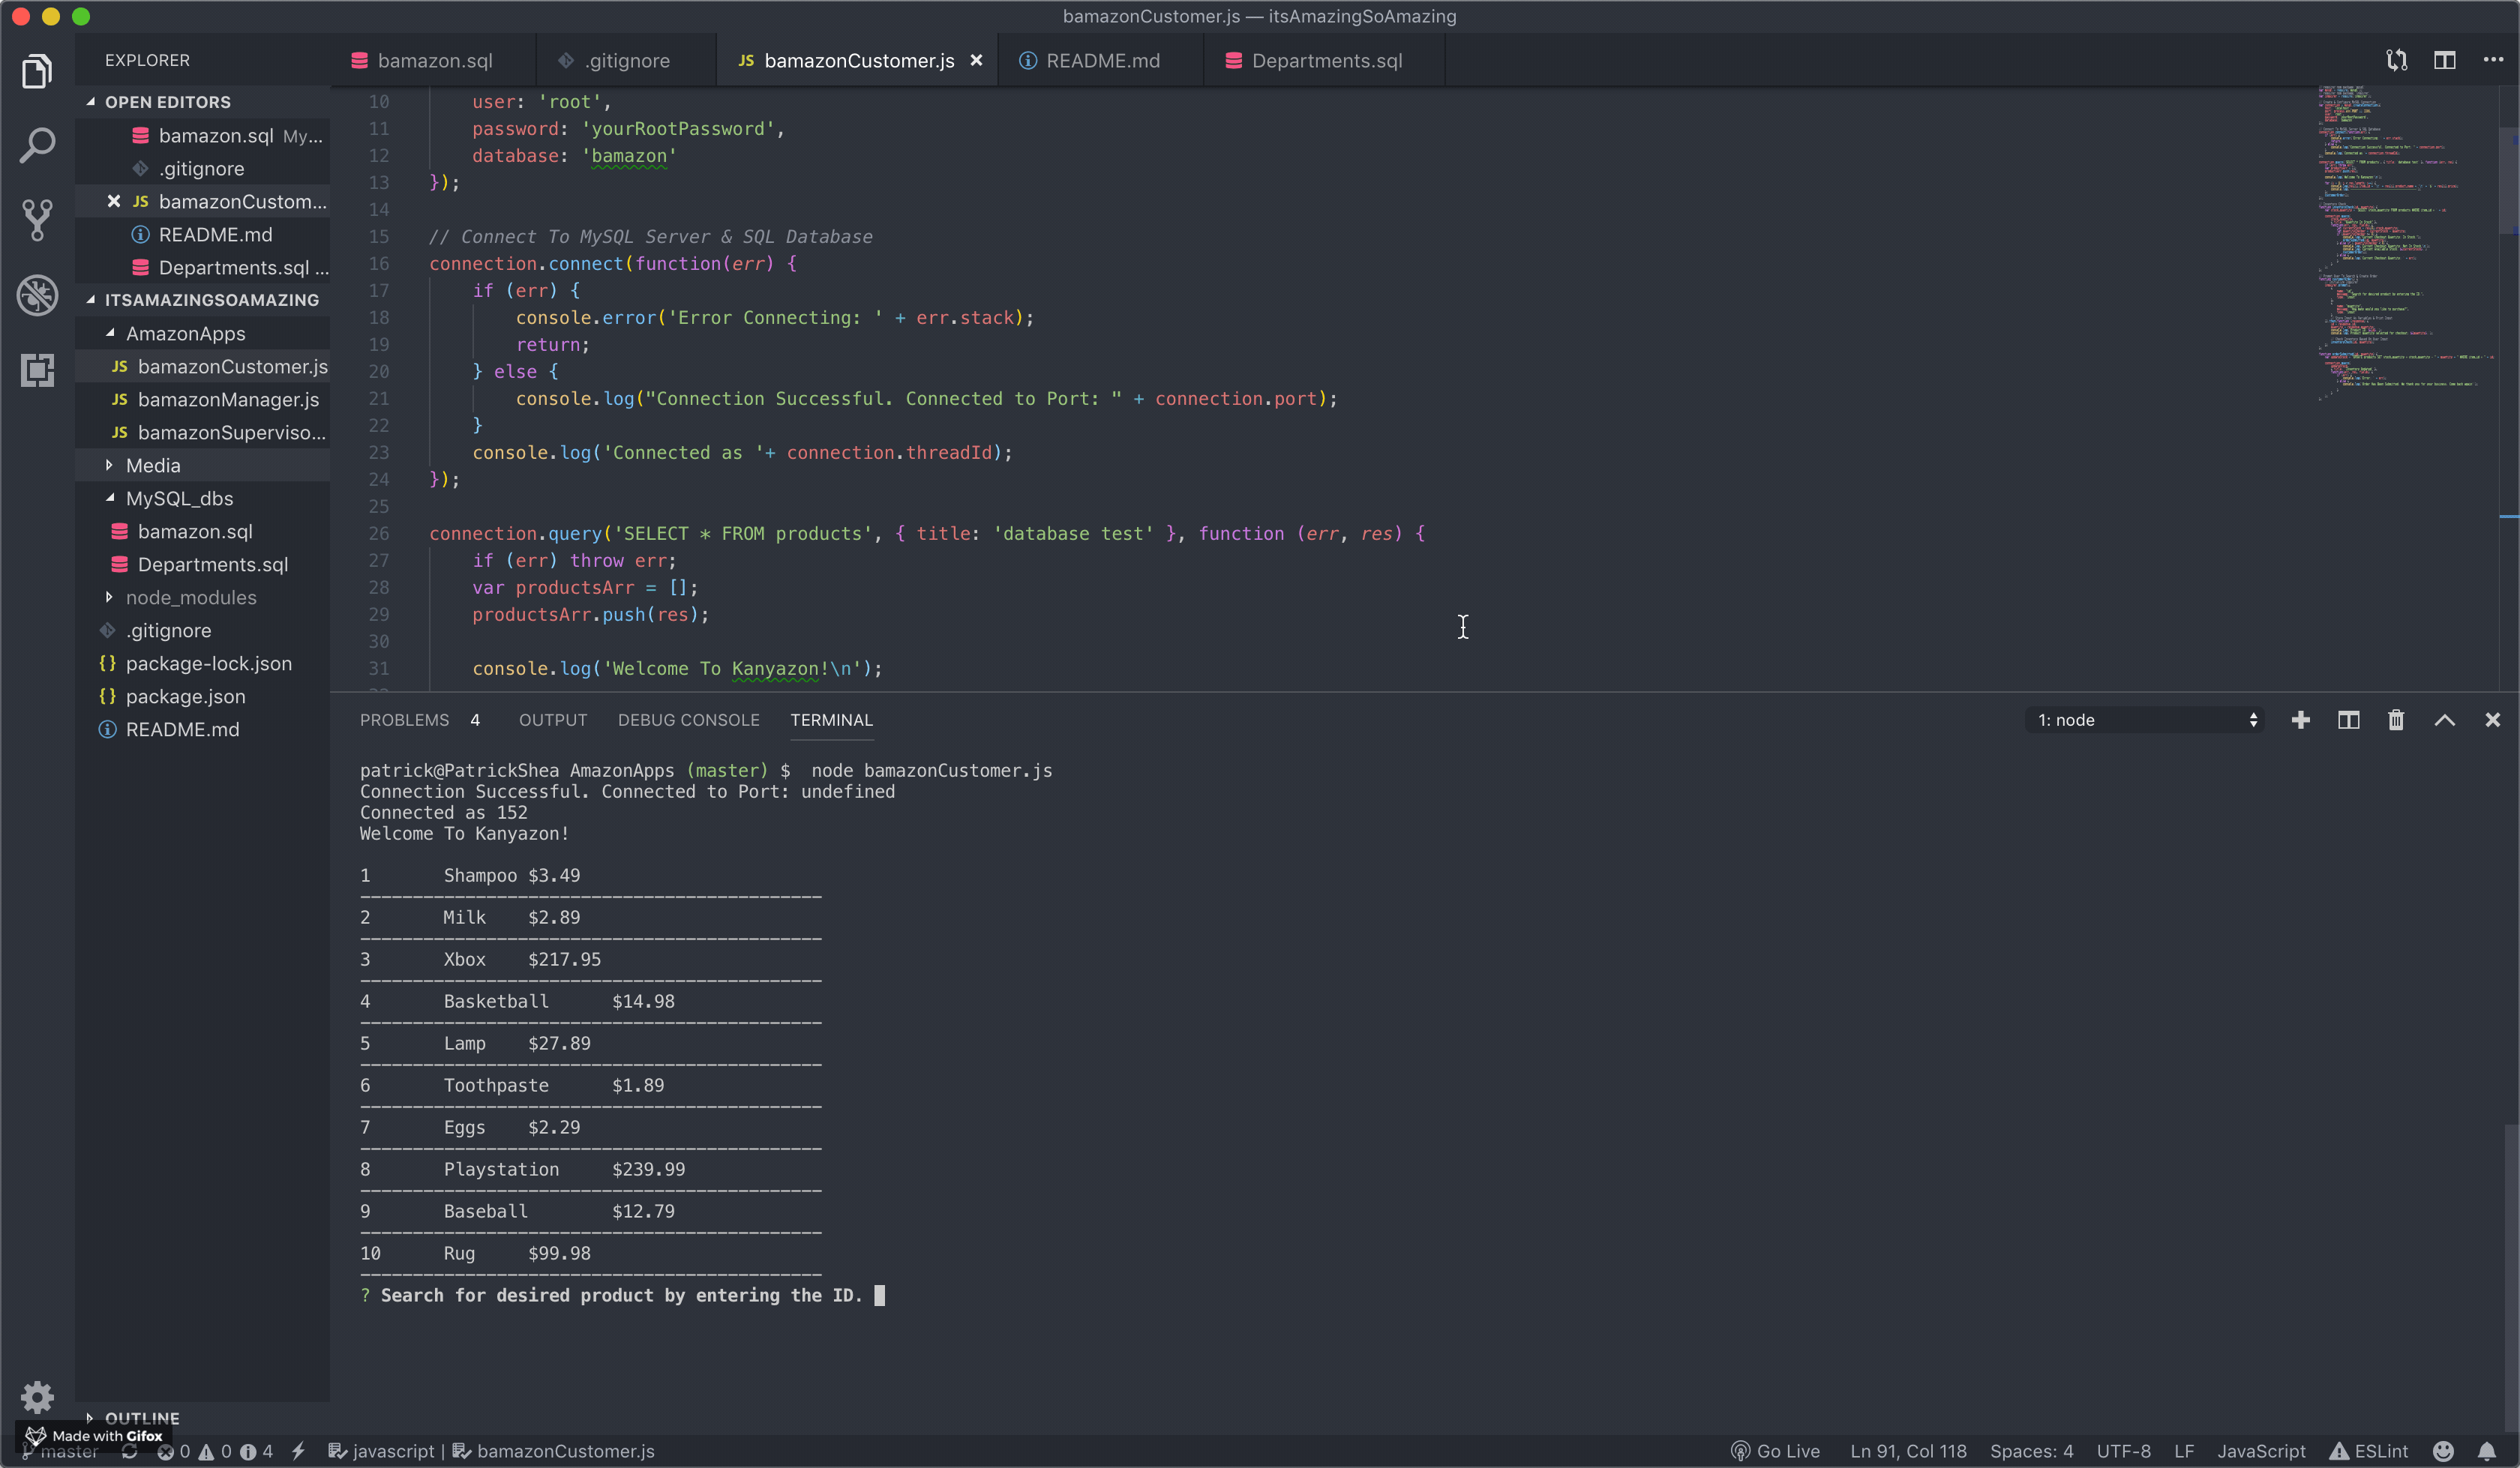 bamazonCustomer.js — itsAmazingSoAmazing
EXPLORER
bamazon.sql
.gitignore
JS bamazonCustomer.js
README.md
Departments.sql
OPEN EDITORS
bamazon.sql My...
.gitignore
JS bamazonCustom...
README.md
Departments.sql ...
ITSAMAZINGSOAMAZING
AmazonApps
JS bamazonCustomer.js
JS bamazonManager.js
JS bamazonSuperviso...
Media
MySQL_dbs
bamazon.sql
Departments.sql
node_modules
.gitignore
{} package-lock.json
{} package.json
README.md
OUTLINE
10 user: 'root',
11 password: 'yourRootPassword',
12 database: 'bamazon'
13 });
14
15 // Connect To MySQL Server & SQL Database
16 connection.connect(function(err) {
17 if (err) {
18 console.error('Error Connecting: ' + err.stack);
19 return;
20 } else {
21 console.log("Connection Successful. Connected to Port: " + connection.port);
22 }
23 console.log('Connected as '+ connection.threadId);
24 });
25
26 connection.query('SELECT * FROM products', { title: 'database test' }, function (err, res) {
27 if (err) throw err;
28 var productsArr = [];
29 productsArr.push(res);
30
31 console.log('Welcome To Kanyazon!\n');
PROBLEMS 4 OUTPUT DEBUG CONSOLE TERMINAL
1: node
patrick@PatrickShea AmazonApps (master) $ node bamazonCustomer.js
Connection Successful. Connected to Port: undefined
Connected as 152
Welcome To Kanyazon!
1 Shampoo $3.49
--------------------------------------------
2 Milk $2.89
--------------------------------------------
3 Xbox $217.95
--------------------------------------------
4 Basketball $14.98
--------------------------------------------
5 Lamp $27.89
--------------------------------------------
6 Toothpaste $1.89
--------------------------------------------
7 Eggs $2.29
--------------------------------------------
8 Playstation $239.99
--------------------------------------------
9 Baseball $12.79
--------------------------------------------
10 Rug $99.98
--------------------------------------------
? Search for desired product by entering the ID.
Made with Gifox
master 0 0 4 javascript | bamazonCustomer.js
Go Live Ln 91, Col 118 Spaces: 4 UTF-8 LF JavaScript ESLint